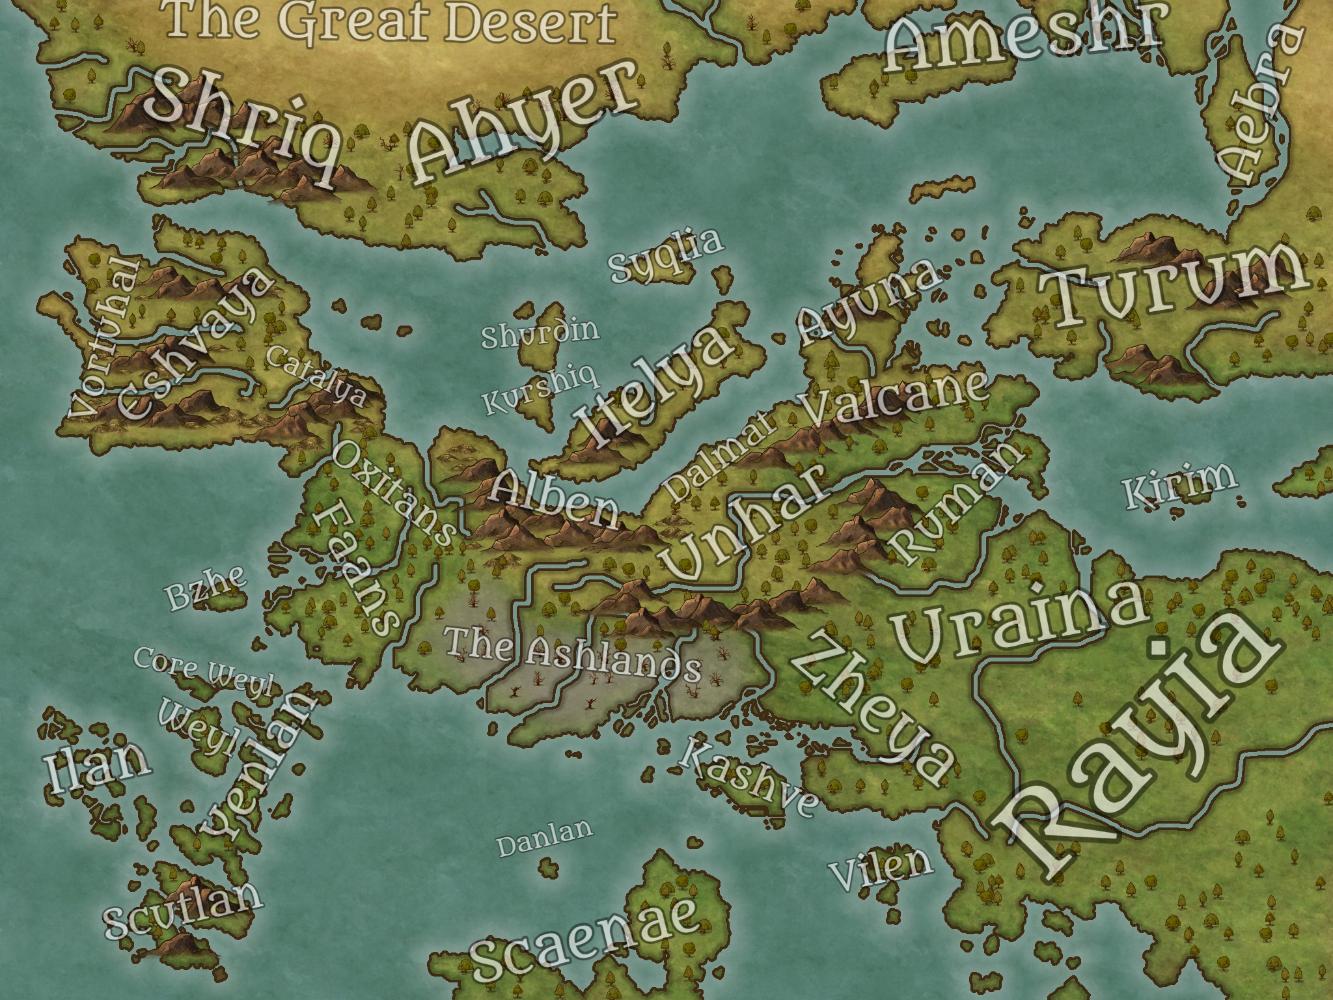 The Great Desert
Ameshr
Shriq
Ahyer
Aebra
Syqlia
Turum
Vortuhal
Eshvaya
Catalya
Shuroin
Kurshiq
Itelya
Ayuna
Valcane
Dalmat
Oxitans
Alben
Unhar
Ruman
Kirim
Faans
Bzhe
The Ashlands
Uraina
Zheya
Rayjia
Core Weyl
Weyl
Yenlan
Ilan
Kashve
Danlan
Vilen
Scutlan
Scaenae